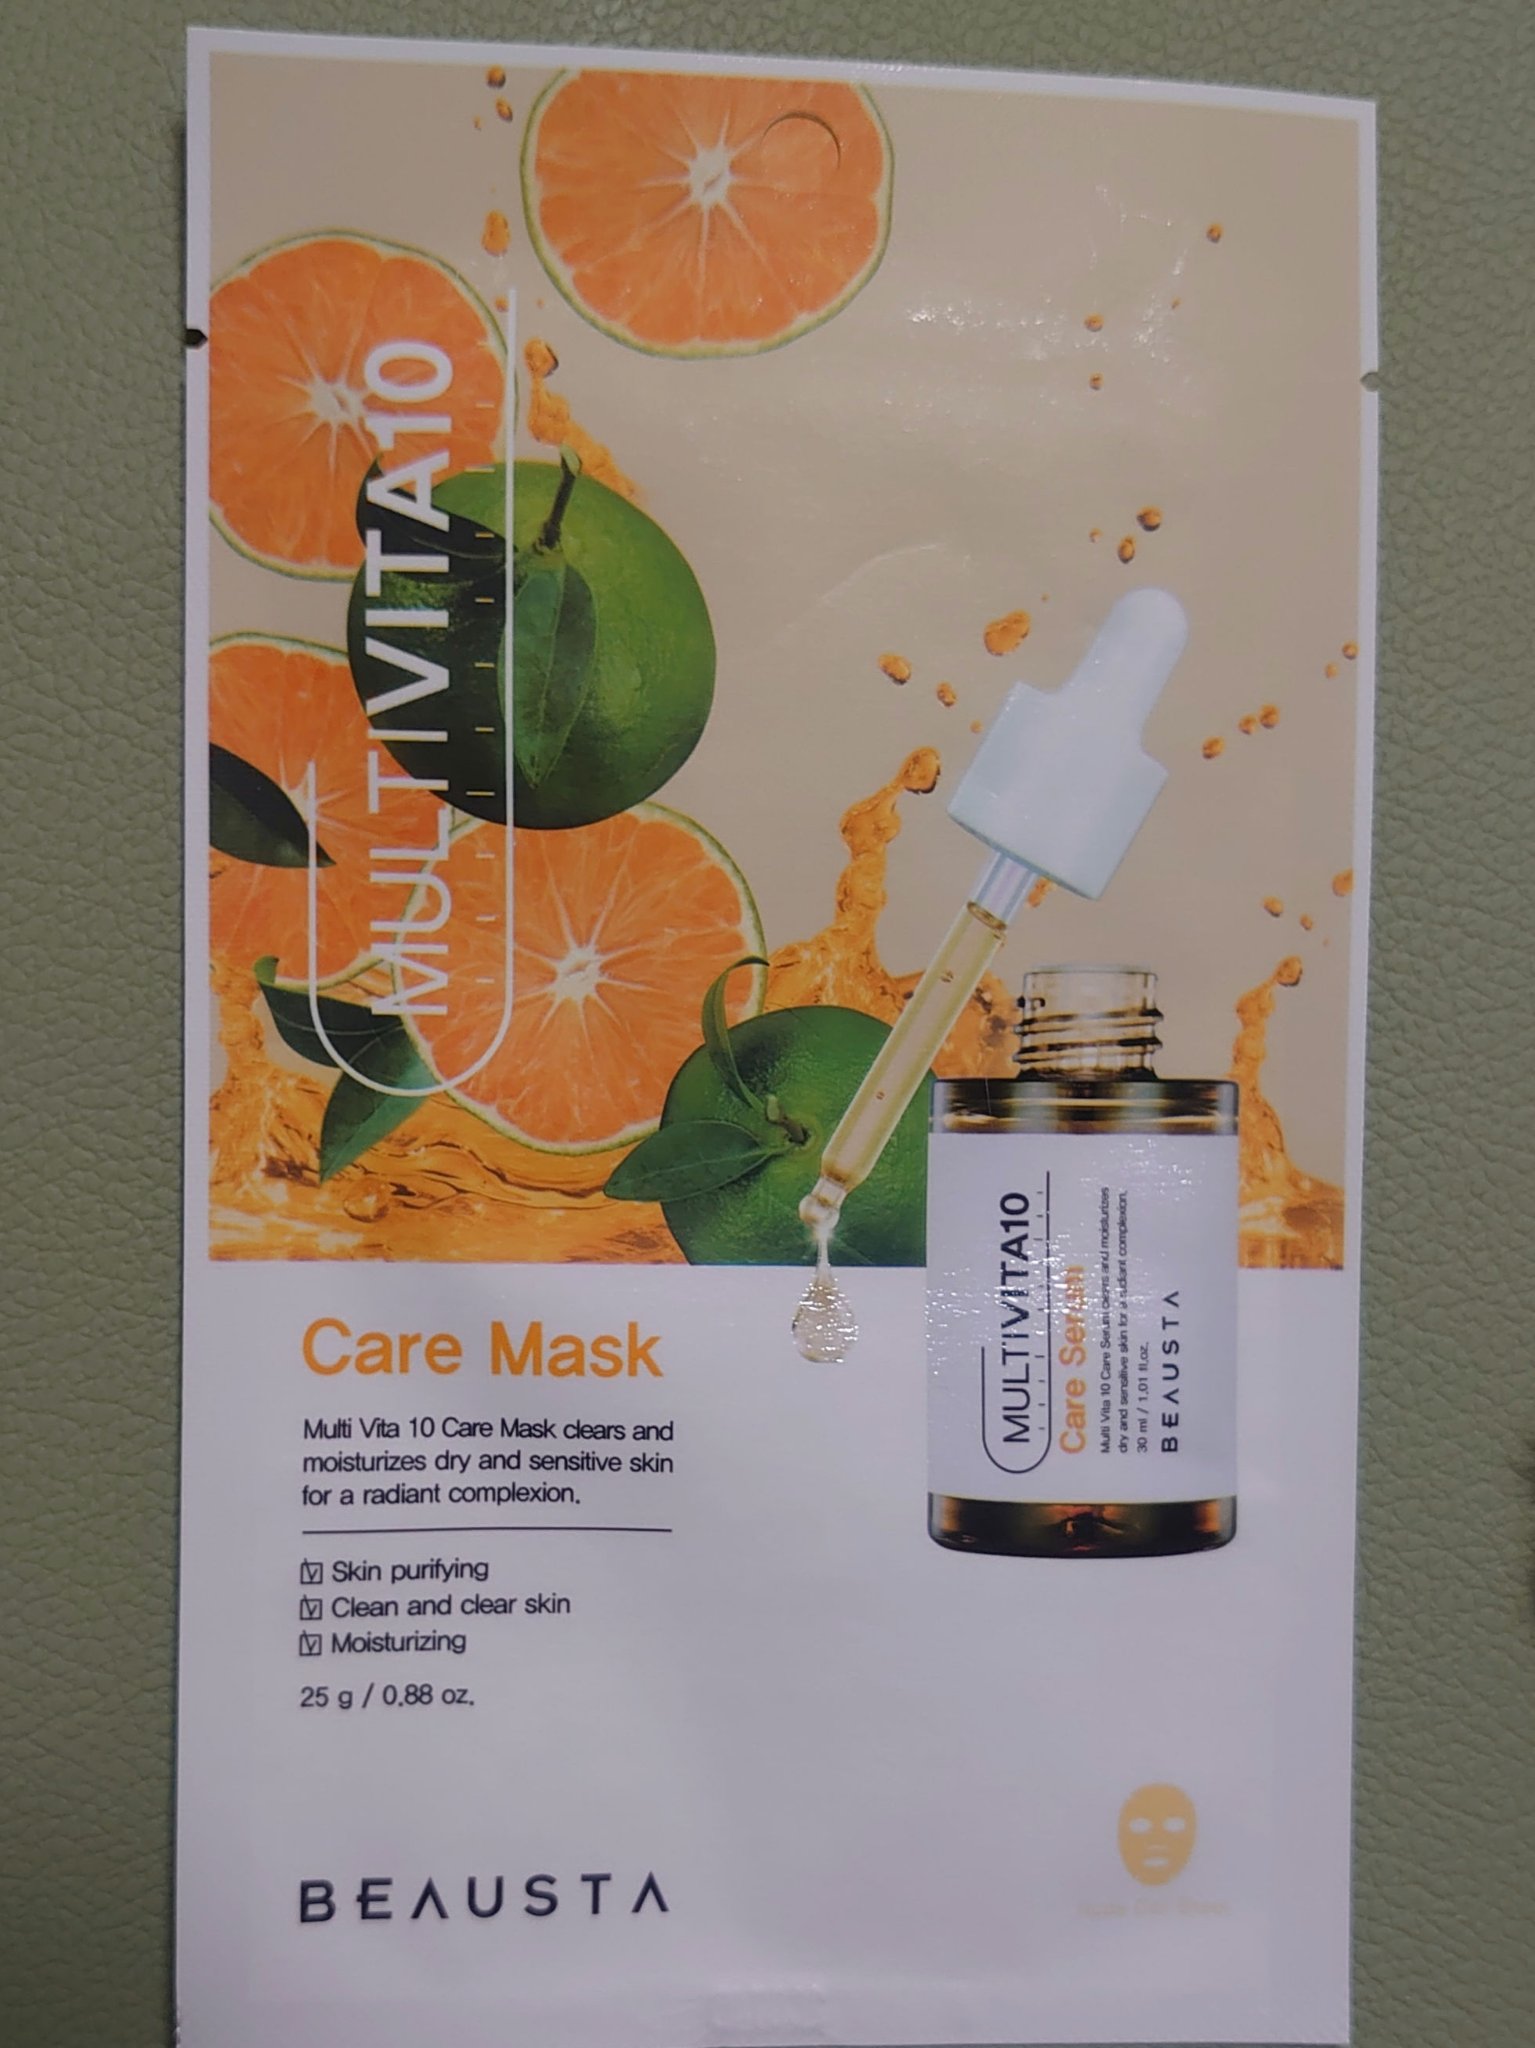 MULTIVITA10
Care Mask
Multi Vita 10 Care Mask clears and
moisturizes dry and sensitive skin
for a radiant complexion.
Skin purifying
Clean and clear skin
Moisturizing
25 g / 0.88 oz.
BEAUSTA
MULTIVITA10
Care Serum
Multi Vita 10 Care Serum clears and moisturizes
dry and sensitive skin for a radiant complexion.
30 ml / 1.01 fl.oz.
BEAUSTA